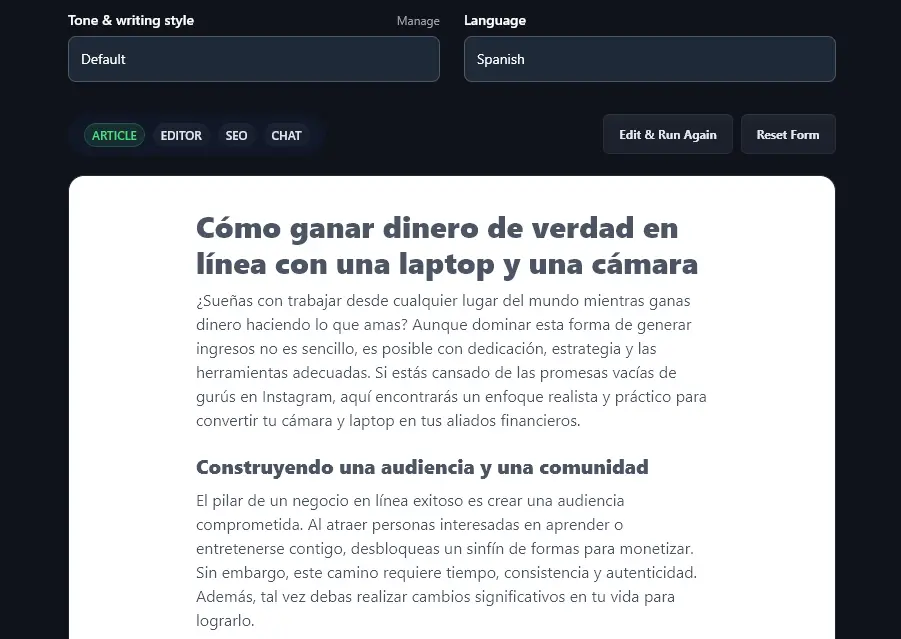 Tone & writing style Manage Language
Default Spanish
ARTICLE EDITOR SEO CHAT Edit & Run Again Reset Form
Cómo ganar dinero de verdad en
línea con una laptop y una cámara
¿Sueñas con trabajar desde cualquier lugar del mundo mientras ganas
dinero haciendo lo que amas? Aunque dominar esta forma de generar
ingresos no es sencillo, es posible con dedicación, estrategia y las
herramientas adecuadas. Si estás cansado de las promesas vacías de
gurús en Instagram, aquí encontrarás un enfoque realista y práctico para
convertir tu cámara y laptop en tus aliados financieros.
Construyendo una audiencia y una comunidad
El pilar de un negocio en línea exitoso es crear una audiencia
comprometida. Al atraer personas interesadas en aprender o
entretenerse contigo, desbloqueas un sinfín de formas para monetizar.
Sin embargo, este camino requiere tiempo, consistencia y autenticidad.
Además, tal vez debas realizar cambios significativos en tu vida para
lograrlo.